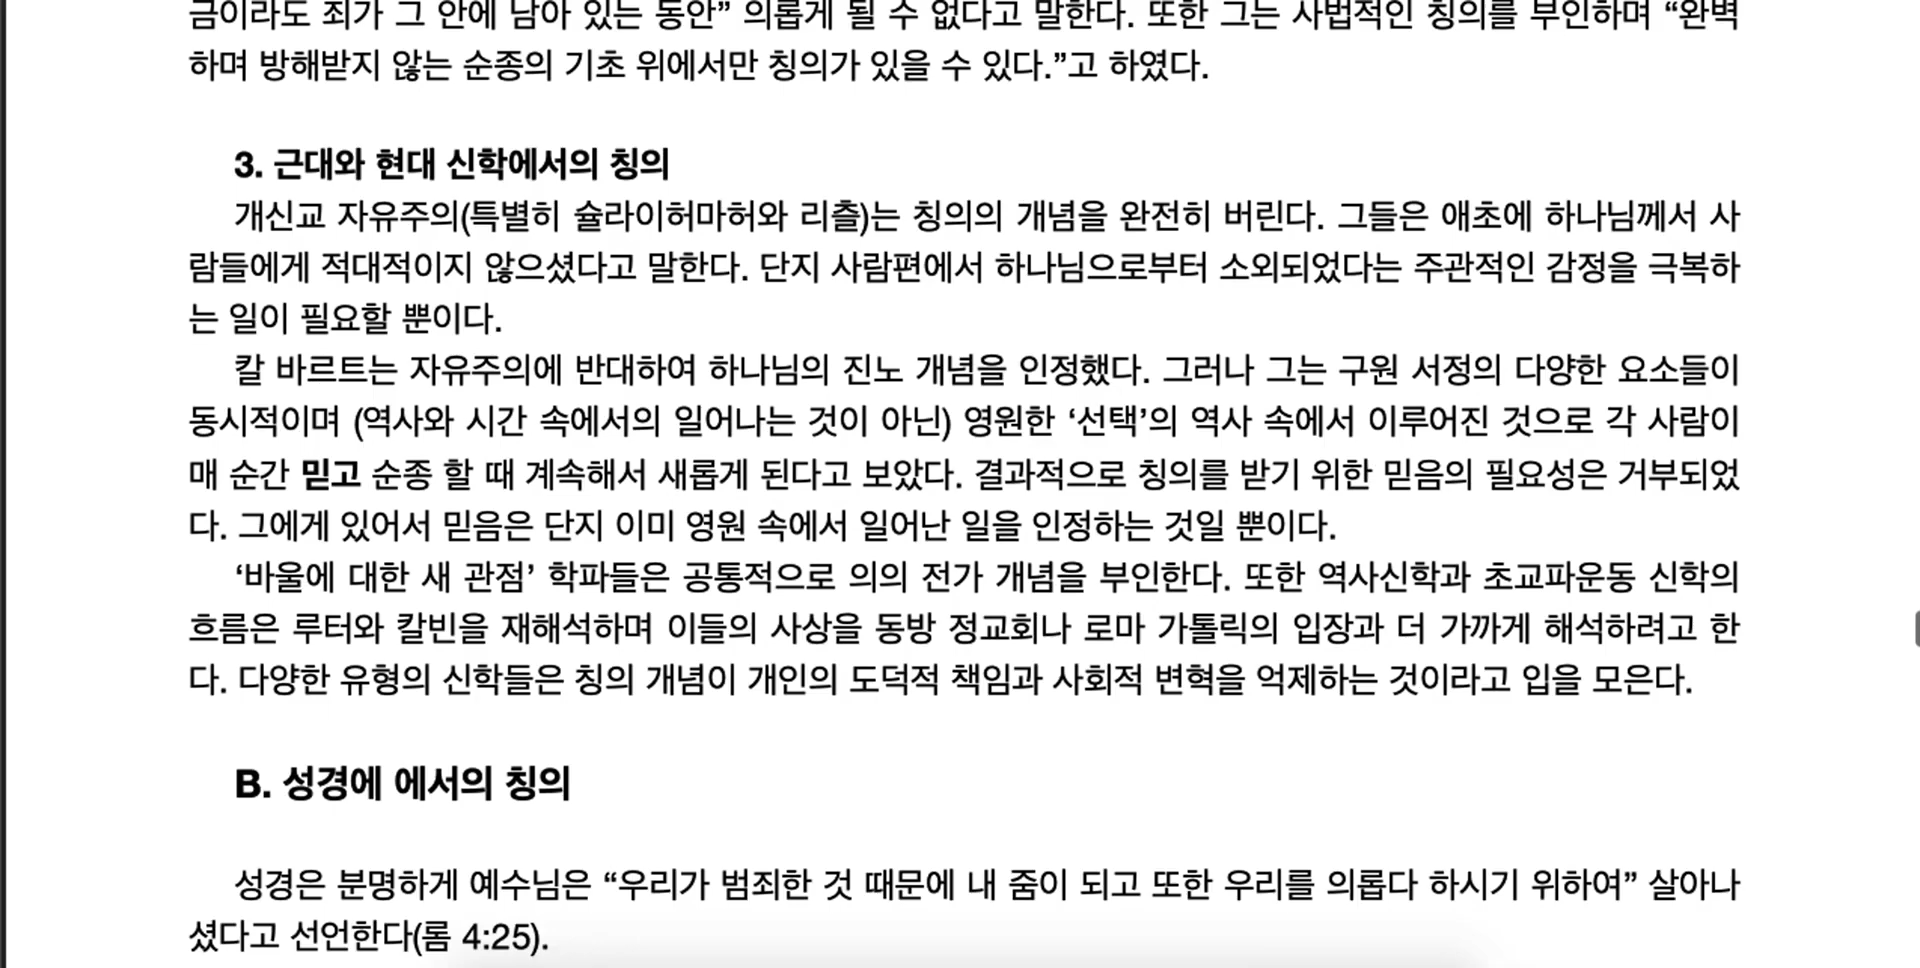 금이라도 죄가 그 안에 남아 있는 동안” 의롭게 될 수 없다고 말한다. 또한 그는 사법적인 칭의를 부인하며 “완벽
하며 방해받지 않는 순종의 기초 위에서만 칭의가 있을 수 있다.”고 하였다.
3. 근대와 현대 신학에서의 칭의
개신교 자유주의(특별히 슐라이허마허와 리츨)는 칭의의 개념을 완전히 버린다. 그들은 애초에 하나님께서 사
람들에게 적대적이지 않으셨다고 말한다. 단지 사람편에서 하나님으로부터 소외되었다는 주관적인 감정을 극복하
는 일이 필요할 뿐이다.
칼 바르트는 자유주의에 반대하여 하나님의 진노 개념을 인정했다. 그러나 그는 구원 서정의 다양한 요소들이
동시적이며 (역사와 시간 속에서의 일어나는 것이 아닌) 영원한 ‘선택’의 역사 속에서 이루어진 것으로 각 사람이
매 순간 믿고 순종 할 때 계속해서 새롭게 된다고 보았다. 결과적으로 칭의를 받기 위한 믿음의 필요성은 거부되었
다. 그에게 있어서 믿음은 단지 이미 영원 속에서 일어난 일을 인정하는 것일 뿐이다.
‘바울에 대한 새 관점’ 학파들은 공통적으로 의의 전가 개념을 부인한다. 또한 역사신학과 초교파운동 신학의
흐름은 루터와 칼빈을 재해석하며 이들의 사상을 동방 정교회나 로마 가톨릭의 입장과 더 가까게 해석하려고 한
다. 다양한 유형의 신학들은 칭의 개념이 개인의 도덕적 책임과 사회적 변혁을 억제하는 것이라고 입을 모은다.
B. 성경에 에서의 칭의
성경은 분명하게 예수님은 “우리가 범죄한 것 때문에 내 줌이 되고 또한 우리를 의롭다 하시기 위하여” 살아나
셨다고 선언한다(롬 4:25).